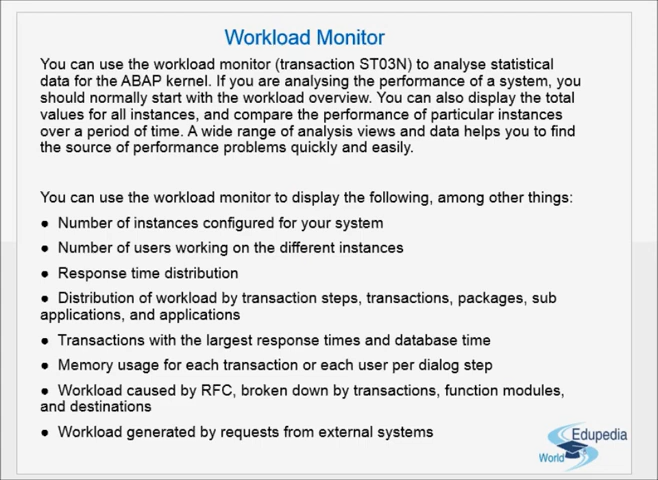 Workload Monitor
You can use the workload monitor (transaction ST03N) to analyse statistical
data for the ABAP kernel. If you are analysing the performance of a system, you
should normally start with the workload overview. You can also display the total
values for all instances, and compare the performance of particular instances
over a period of time. A wide range of analysis views and data helps you to find
the source of performance problems quickly and easily.
You can use the workload monitor to display the following, among other things:
● Number of instances configured for your system
● Number of users working on the different instances
● Response time distribution
● Distribution of workload by transaction steps, transactions, packages, sub
applications, and applications
● Transactions with the largest response times and database time
● Memory usage for each transaction or each user per dialog step
● Workload caused by RFC, broken down by transactions, function modules,
and destinations
● Workload generated by requests from external systems
Edupedia
World